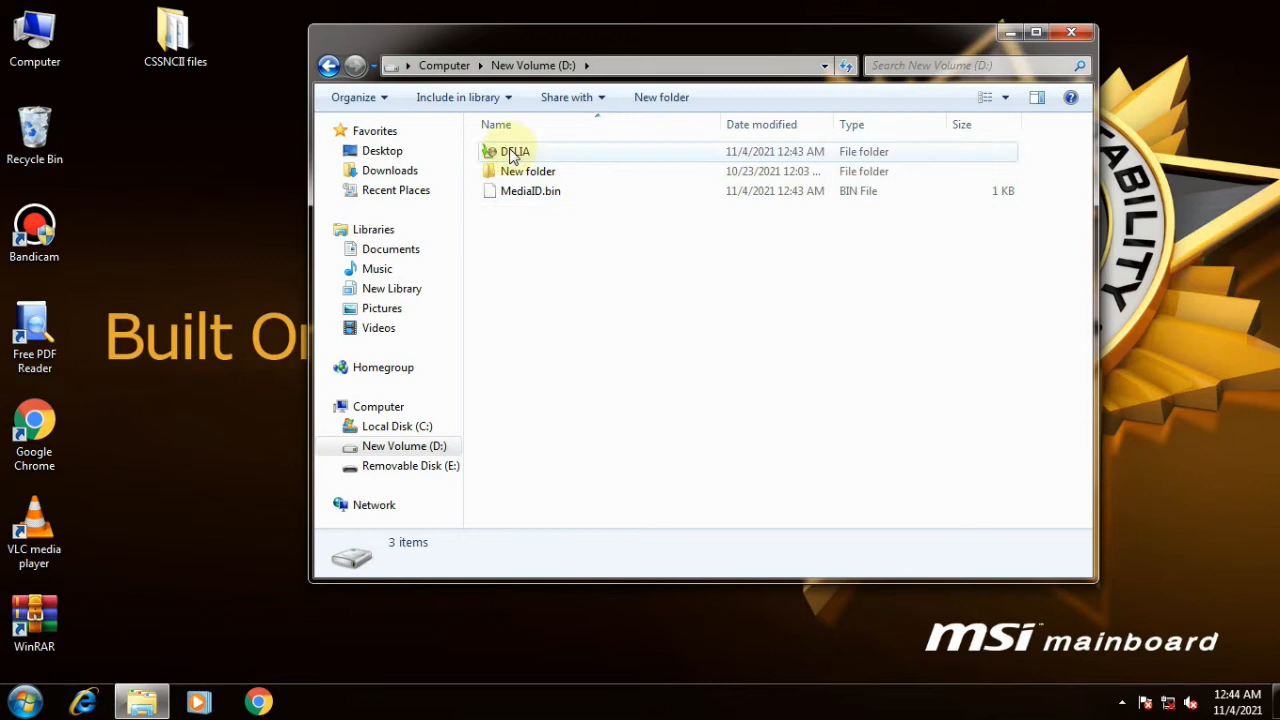 Computer
CSSNCII files
Recycle Bin
Bandicam
Free PDF
Reader
Google
Chrome
VLC media
player
WinRAR
Built On
Computer
New Volume (D:)
Search New Volume (D:)
Organize
Include in library
Share with
New folder
Name
Date modified
Type
Size
11/4/2021 12:43 AM
File folder
New folder
10/23/2021 12:03 ...
File folder
MediaID.bin
11/4/2021 12:43 AM
BIN File
1 KB
Favorites
Desktop
Downloads
Recent Places
Libraries
Documents
Music
New Library
Pictures
Videos
Homegroup
Computer
Local Disk (C:)
New Volume (D:)
Removable Disk (E:)
Network
3 items
ABILITY
msi™ mainboard
12:44 AM
11/4/2021